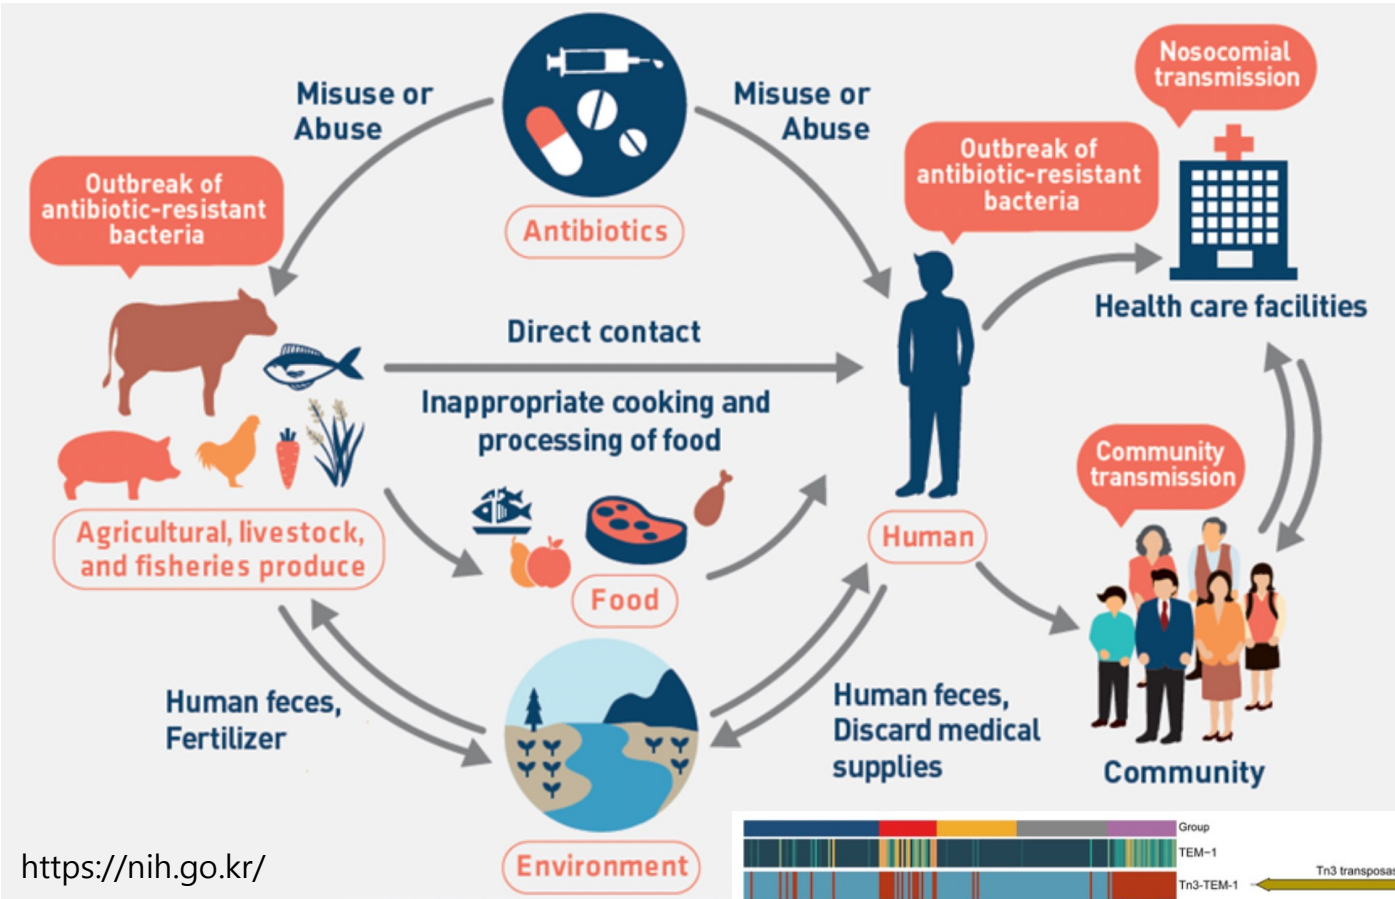 Nosocomial
transmission
Misuse or
Abuse
Misuse or
Abuse
Outbreak of
antibiotic-resistant
bacteria
Outbreak of
antibiotic-resistant
bacteria
Antibiotics
Health care facilities
Direct contact
Inappropriate cooking and
processing of food
Community
transmission
Agricultural, livestock,
and fisheries produce
Human
Food
Human feces,
Fertilizer
Human feces,
Discard medical
supplies
Community
Environment
https://nih.go.kr/
Group
TEM-1
Tn3-TEM-1
Tn3 transposas